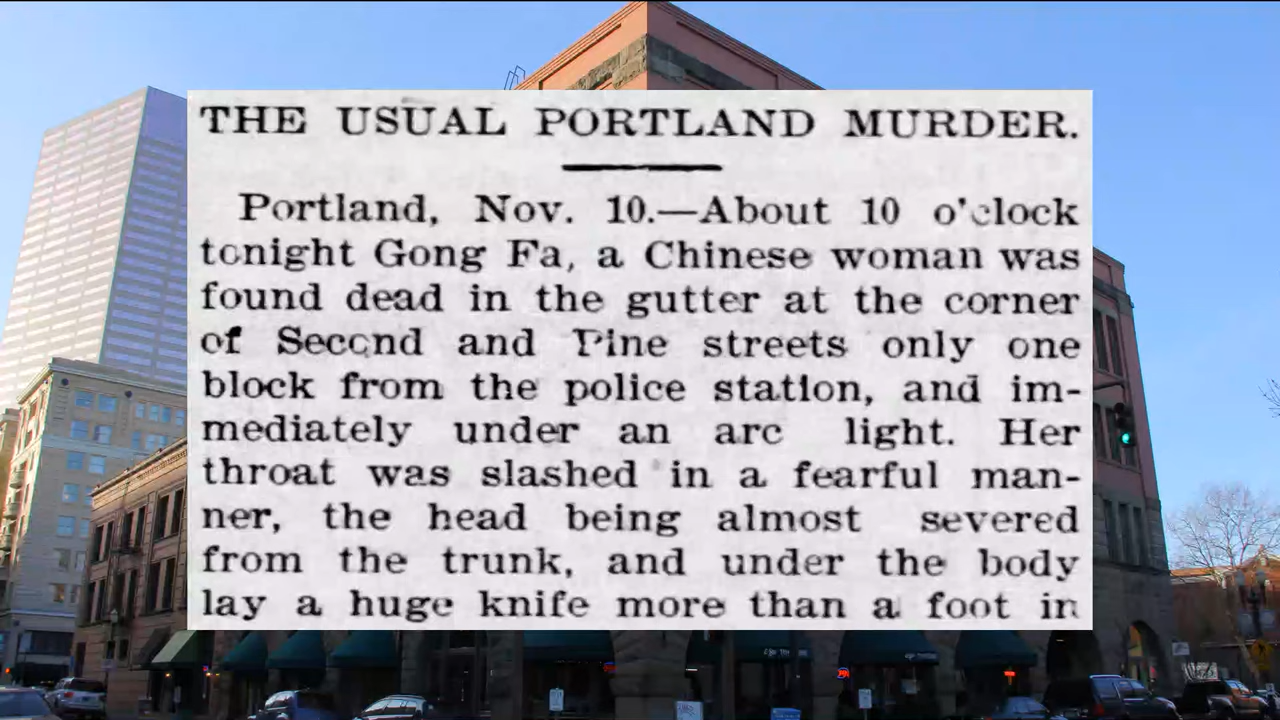 THE USUAL PORTLAND MURDER.
Portland, Nov. 10.—About 10 o'clock
tonight Gong Fa, a Chinese woman was
found dead in the gutter at the corner
of Second and Pine streets only one
block from the police station, and im-
mediately under an arc light. Her
throat was slashed in a fearful man-
ner, the head being almost severed
from the trunk, and under the body
lay a huge knife more than a foot in